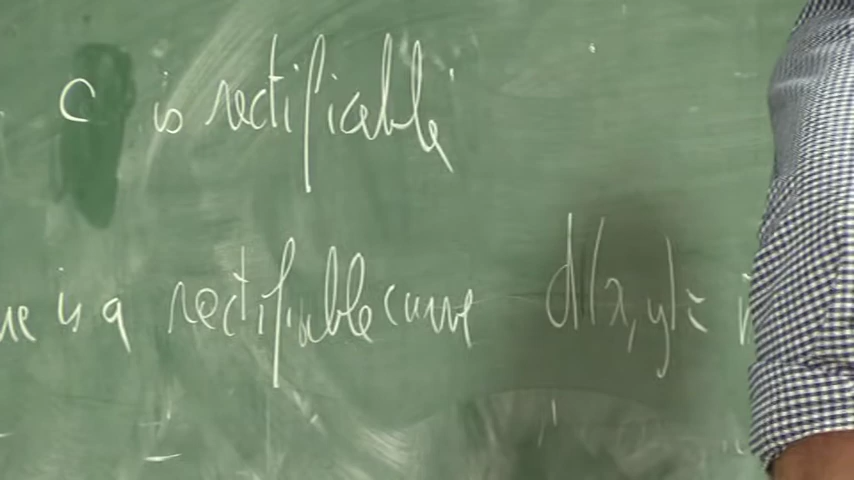 C is rectifiable
is a rectifiable curve d(x,y) =